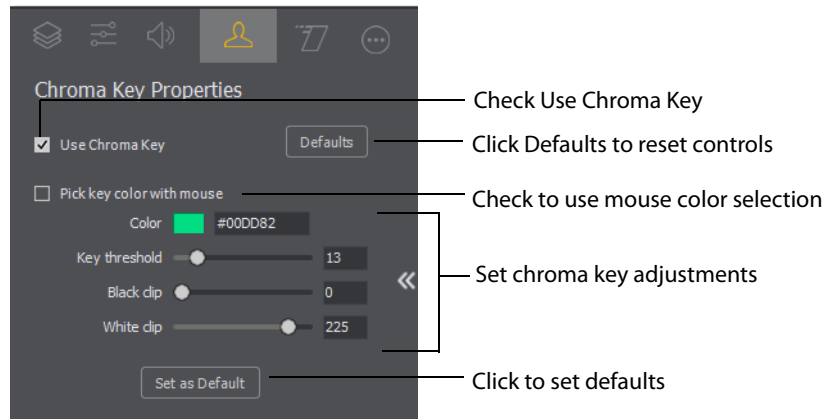 Chroma Key Properties
Check Use Chroma Key
Use Chroma Key
Defaults
Click Defaults to reset controls
Pick key color with mouse
Check to use mouse color selection
Color #00DD82
Key threshold 13
Set chroma key adjustments
Black clip 0
White clip 225
Set as Default
Click to set defaults